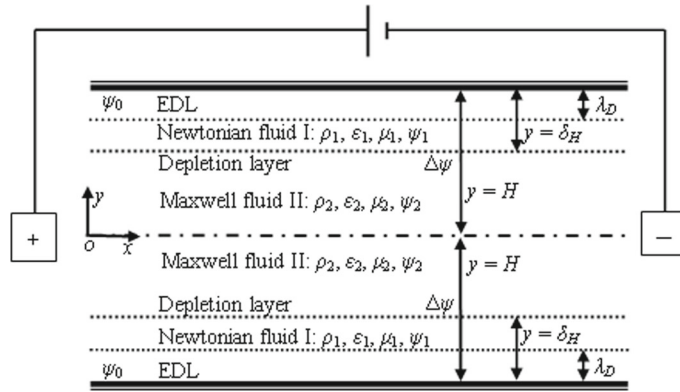 ψ0 EDL λD
Newtonian fluid I: ρ1, ε1, μ1, ψ1 y = δH
Depletion layer Δψ
y
Maxwell fluid II: ρ2, ε2, μ2, ψ2 y = H
+ o x −
Maxwell fluid II: ρ2, ε2, μ2, ψ2 y = H
Depletion layer Δψ
Newtonian fluid I: ρ1, ε1, μ1, ψ1 y = δH
ψ0 EDL λD